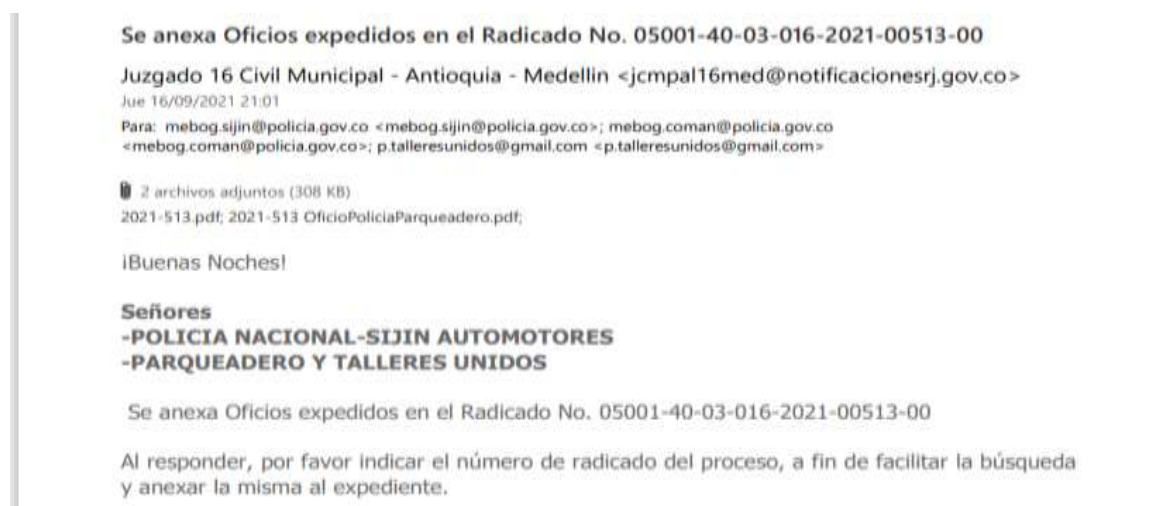 Se anexa Oficios expedidos en el Radicado No. 05001-40-03-016-2021-00513-00
Juzgado 16 Civil Municipal - Antioquia - Medellin <jcmpal16med@notificacionesrj.gov.co>
Jue 16/09/2021 21:01
Para: mebog.sijin@policia.gov.co <mebog.sijin@policia.gov.co>; mebog.coman@policia.gov.co
<mebog.coman@policia.gov.co>; p.talleresunidos@gmail.com <p.talleresunidos@gmail.com>
2 archivos adjuntos (308 KB)
2021-513.pdf; 2021-513 OficioPoliciaParqueadero.pdf;
¡Buenas Noches!
Señores
-POLICIA NACIONAL-SIJIN AUTOMOTORES
-PARQUEADERO Y TALLERES UNIDOS
Se anexa Oficios expedidos en el Radicado No. 05001-40-03-016-2021-00513-00
Al responder, por favor indicar el número de radicado del proceso, a fin de facilitar la búsqueda
y anexar la misma al expediente.